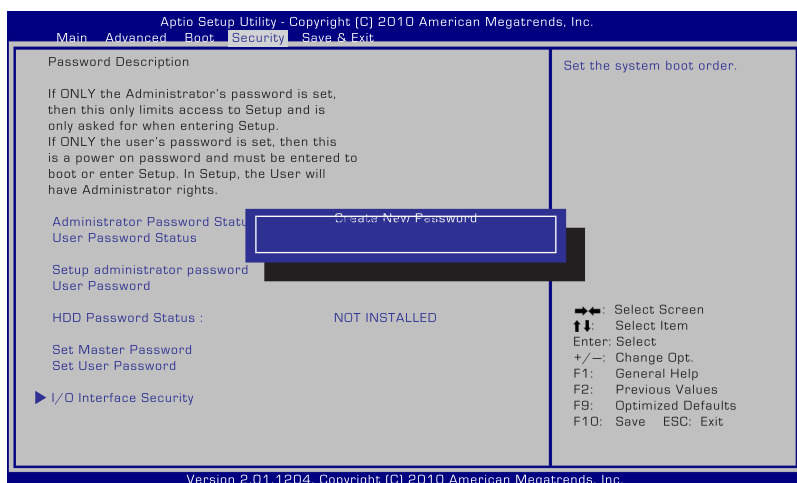 Aptio Setup Utility - Copyright (C) 2010 American Megatrends, Inc.
Main Advanced Boot Security Save & Exit
Password Description
If ONLY the Administrator's password is set,
then this only limits access to Setup and is
only asked for when entering Setup.
If ONLY the user's password is set, then this
is a power on password and must be entered to
boot or enter Setup. In Setup, the User will
have Administrator rights.
Administrator Password Statu
User Password Status
Create New Password
Setup administrator password
User Password
HDD Password Status : NOT INSTALLED
Set Master Password
Set User Password
▶ I/O Interface Security
Set the system boot order.
→←: Select Screen
↑↓: Select Item
Enter: Select
+/−: Change Opt.
F1: General Help
F2: Previous Values
F9: Optimized Defaults
F10: Save ESC: Exit
Version 2.01.1204. Copyright (C) 2010 American Megatrends, Inc.